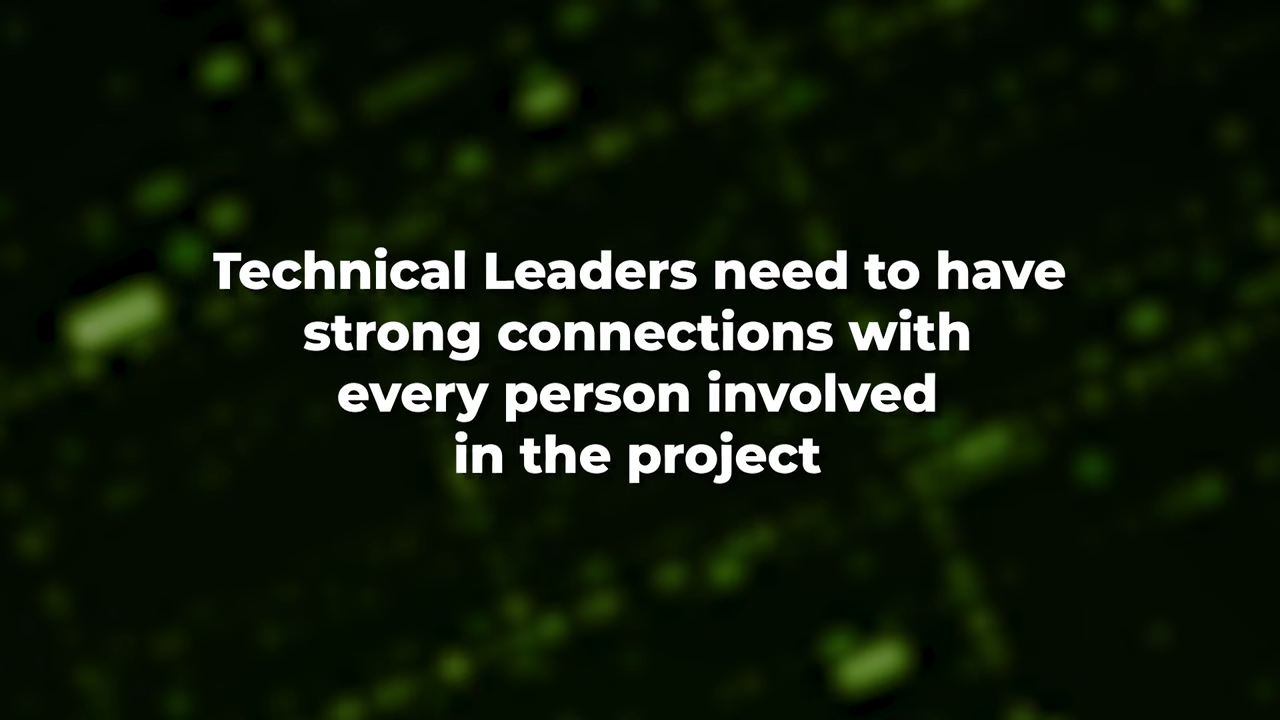 Technical Leaders need to have
strong connections with
every person involved
in the project